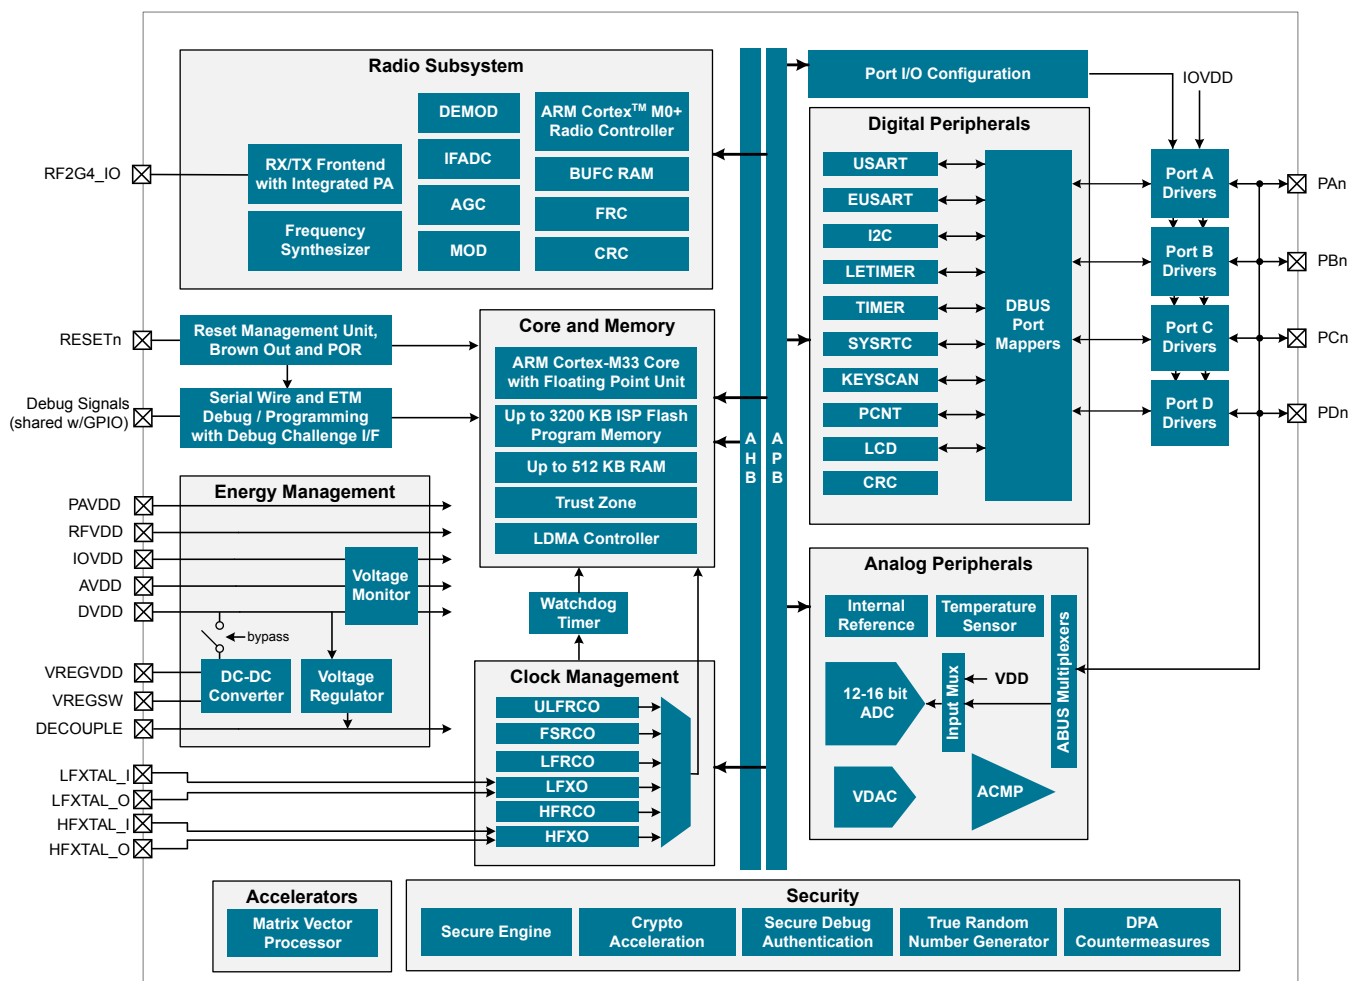 Radio Subsystem
RX/TX Frontend
with Integrated PA
Frequency
Synthesizer
DEMOD
IFADC
AGC
MOD
ARM Cortex™ M0+
Radio Controller
BUFC RAM
FRC
CRC
RF2G4_IO
RESETn
Reset Management Unit,
Brown Out and POR
Debug Signals
(shared w/GPIO)
Serial Wire and ETM
Debug / Programming
with Debug Challenge I/F
Core and Memory
ARM Cortex-M33 Core
with Floating Point Unit
Up to 3200 KB ISP Flash
Program Memory
Up to 512 KB RAM
Trust Zone
LDMA Controller
Energy Management
PAVDD
RFVDD
IOVDD
AVDD
DVDD
VREGVDD
VREGSW
DECOUPLE
Voltage
Monitor
bypass
DC-DC
Converter
Voltage
Regulator
Watchdog
Timer
Clock Management
ULFRCO
FSRCO
LFRCO
LFXO
HFRCO
HFXO
LFXTAL_I
LFXTAL_O
HFXTAL_I
HFXTAL_O
AHB
APB
Port I/O Configuration
IOVDD
Digital Peripherals
USART
EUSART
I2C
LETIMER
TIMER
SYSRTC
KEYSCAN
PCNT
LCD
CRC
DBUS
Port
Mappers
Port A
Drivers
Port B
Drivers
Port C
Drivers
Port D
Drivers
PAn
PBn
PCn
PDn
Analog Peripherals
Internal
Reference
Temperature
Sensor
12-16 bit
ADC
Input Mux
VDD
ABUS Multiplexers
VDAC
ACMP
Accelerators
Matrix Vector
Processor
Security
Secure Engine
Crypto
Acceleration
Secure Debug
Authentication
True Random
Number Generator
DPA
Countermeasures